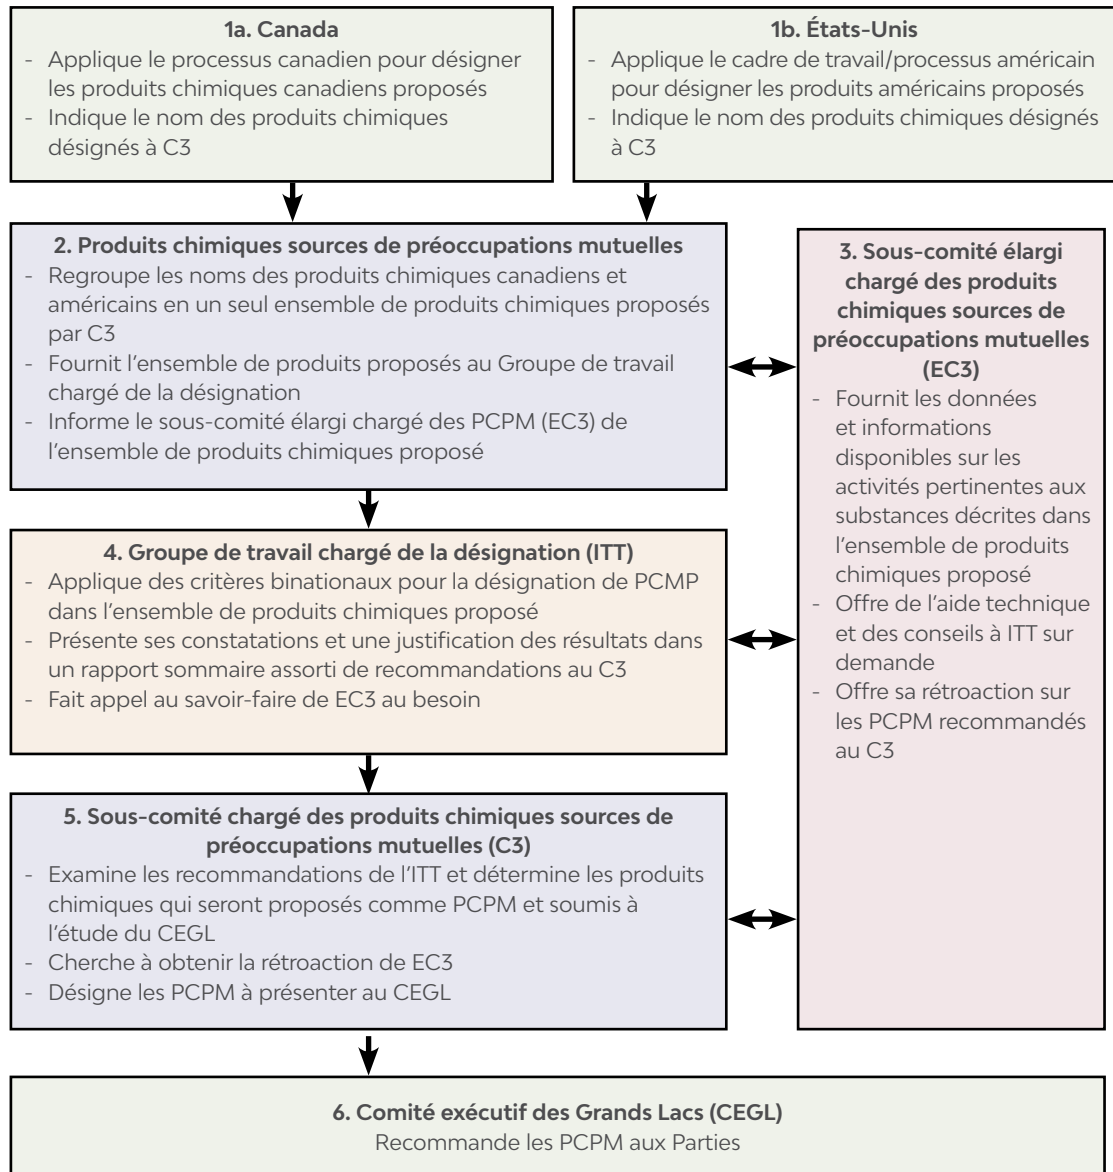 1a. Canada
- Applique le processus canadien pour désigner
les produits chimiques canadiens proposés
- Indique le nom des produits chimiques
désignés à C3
1b. États-Unis
- Applique le cadre de travail/processus américain
pour désigner les produits américains proposés
- Indique le nom des produits chimiques désignés
à C3
2. Produits chimiques sources de préoccupations mutuelles
- Regroupe les noms des produits chimiques canadiens et
américains en un seul ensemble de produits chimiques proposés
par C3
- Fournit l'ensemble de produits proposés au Groupe de travail
chargé de la désignation
- Informe le sous-comité élargi chargé des PCPM (EC3) de
l'ensemble de produits chimiques proposé
3. Sous-comité élargi
chargé des produits
chimiques sources de
préoccupations mutuelles
(EC3)
- Fournit les données
et informations
disponibles sur les
activités pertinentes aux
substances décrites dans
l'ensemble de produits
chimiques proposé
- Offre de l'aide technique
et des conseils à ITT sur
demande
- Offre sa rétroaction sur
les PCPM recommandés
au C3
4. Groupe de travail chargé de la désignation (ITT)
- Applique des critères binationaux pour la désignation de PCMP
dans l'ensemble de produits chimiques proposé
- Présente ses constatations et une justification des résultats dans
un rapport sommaire assorti de recommandations au C3
- Fait appel au savoir-faire de EC3 au besoin
5. Sous-comité chargé des produits chimiques sources de
préoccupations mutuelles (C3)
- Examine les recommandations de l'ITT et détermine les produits
chimiques qui seront proposés comme PCPM et soumis à
l'étude du CEGL
- Cherche à obtenir la rétroaction de EC3
- Désigne les PCPM à présenter au CEGL
6. Comité exécutif des Grands Lacs (CEGL)
Recommande les PCPM aux Parties